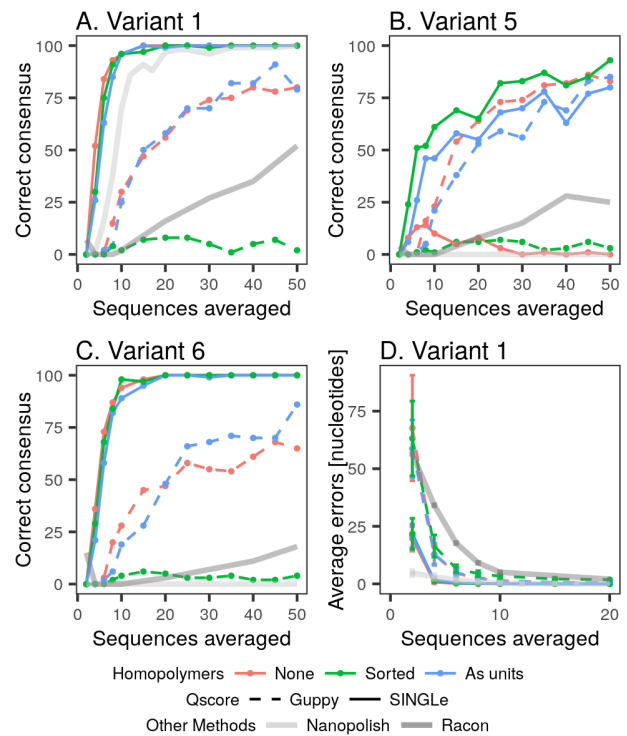 A. Variant 1
B. Variant 5
Correct consensus
100
75
50
25
0
0 10 20 30 40 50
Sequences averaged
Correct consensus
100
75
50
25
0
0 10 20 30 40 50
Sequences averaged
C. Variant 6
D. Variant 1
Correct consensus
100
75
50
25
0
0 10 20 30 40 50
Sequences averaged
Average errors [nucleotides]
75
50
25
0
0 10 20
Sequences averaged
Homopolymers None Sorted As units
Qscore Guppy SINGLe
Other Methods Nanopolish Racon